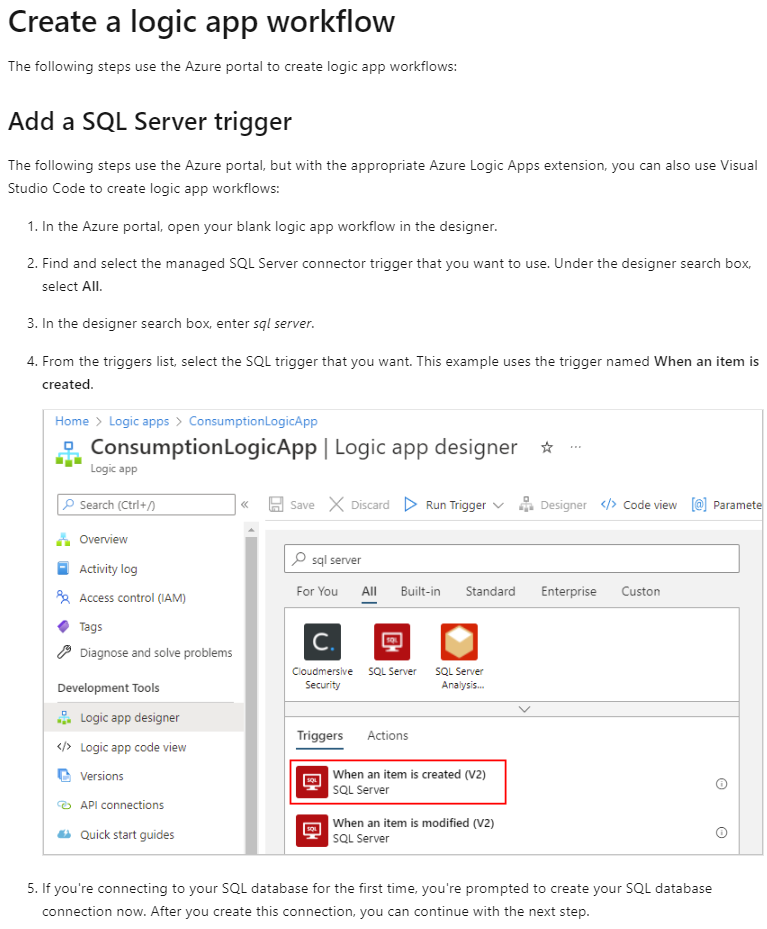 Create a logic app workflow
The following steps use the Azure portal to create logic app workflows:
Add a SQL Server trigger
The following steps use the Azure portal, but with the appropriate Azure Logic Apps extension, you can also use Visual
Studio Code to create logic app workflows:
1. In the Azure portal, open your blank logic app workflow in the designer.
2. Find and select the managed SQL Server connector trigger that you want to use. Under the designer search box,
select All.
3. In the designer search box, enter sql server.
4. From the triggers list, select the SQL trigger that you want. This example uses the trigger named When an item is
created.
Home > Logic apps > ConsumptionLogicApp
ConsumptionLogicApp | Logic app designer ☆ ...
Logic app
Search (Ctrl+/) «
Save Discard Run Trigger Designer </> Code view [@] Paramete
Overview
Activity log
Access control (IAM)
Tags
Diagnose and solve problems
Development Tools
Logic app designer
</> Logic app code view
Versions
API connections
Quick start guides
sql server
For You All Built-in Standard Enterprise Custon
C. SQL
Cloudmersive SQL Server SQL Server
Security Analysis...
Triggers Actions
When an item is created (V2)
SQL SQL Server
When an item is modified (V2)
SQL SQL Server
5. If you're connecting to your SQL database for the first time, you're prompted to create your SQL database
connection now. After you create this connection, you can continue with the next step.